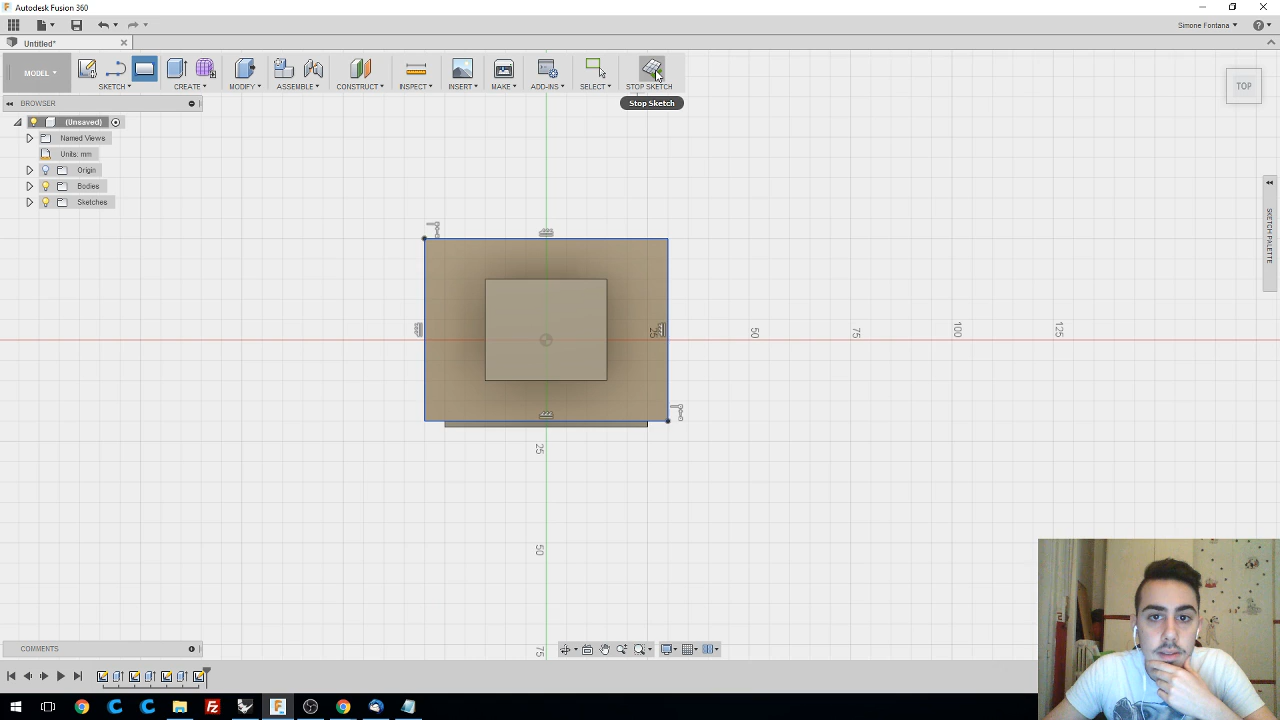 Autodesk Fusion 360
Simone Fontana
Untitled*
MODEL
SKETCH
CREATE
MODIFY
ASSEMBLE
CONSTRUCT
INSPECT
INSERT
MAKE
ADD-INS
SELECT
STOP SKETCH
TOP
BROWSER
Stop Sketch
(Unsaved)
Named Views
Units: mm
Origin
Bodies
Sketches
SKETCH PALETTE
25
50
75
100
125
25
50
75
COMMENTS